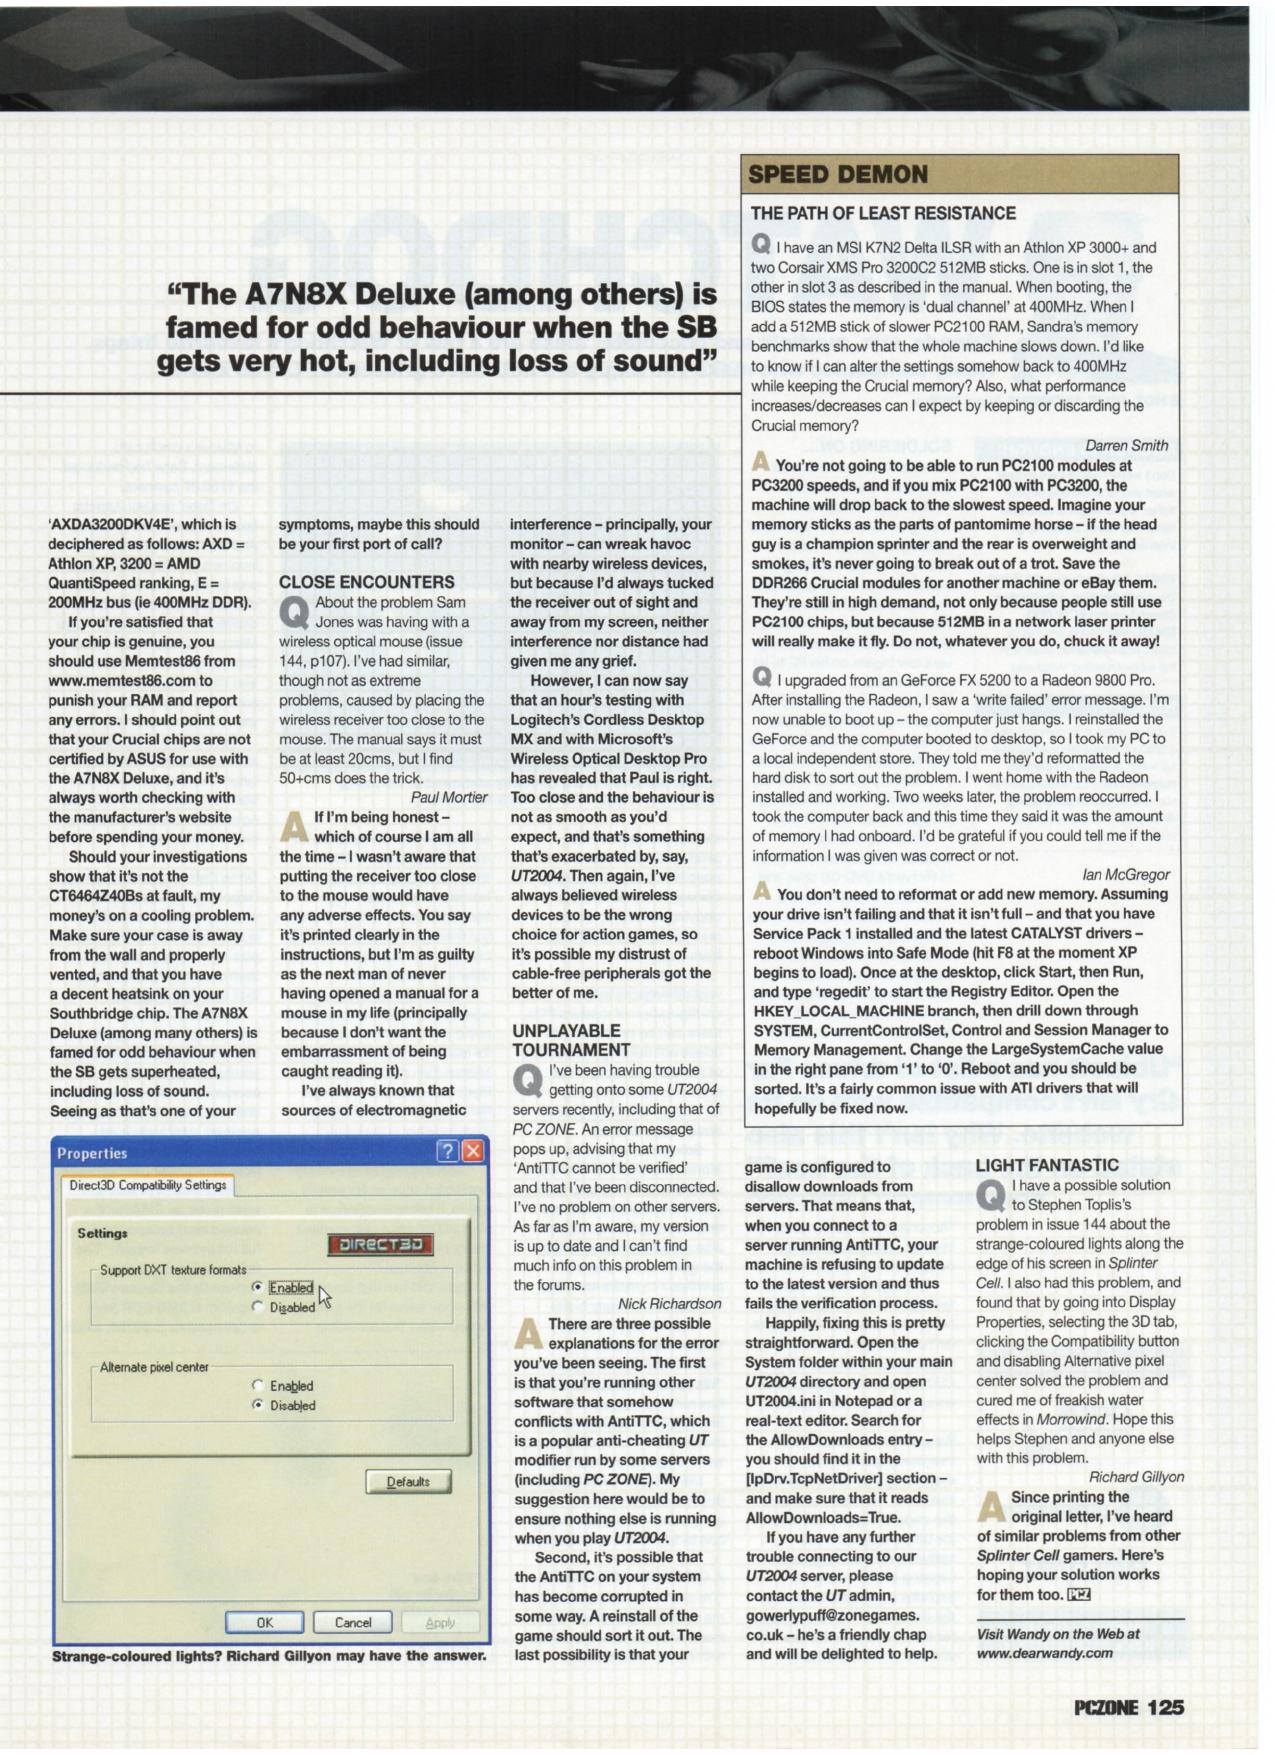 "The A7N8X Deluxe (among others) is
famed for odd behaviour when the SB
gets very hot, including loss of sound"
'AXDA3200DKV4E', which is
deciphered as follows: AXD =
Athlon XP, 3200 = AMD
QuantiSpeed ranking, E =
200MHz bus (ie 400MHz DDR).
If you're satisfied that
your chip is genuine, you
should use Memtest86 from
www.memtest86.com to
punish your RAM and report
any errors. I should point out
that your Crucial chips are not
certified by ASUS for use with
the A7N8X Deluxe, and it's
always worth checking with
the manufacturer's website
before spending your money.
Should your investigations
show that it's not the
CT6464Z40Bs at fault, my
money's on a cooling problem.
Make sure your case is away
from the wall and properly
vented, and that you have
a decent heatsink on your
Southbridge chip. The A7N8X
Deluxe (among many others) is
famed for odd behaviour when
the SB gets superheated,
including loss of sound.
Seeing as that's one of your
symptoms, maybe this should
be your first port of call?
CLOSE ENCOUNTERS
Q About the problem Sam
Jones was having with a
wireless optical mouse (issue
144, p107). I've had similar,
though not as extreme
problems, caused by placing the
wireless receiver too close to the
mouse. The manual says it must
be at least 20cms, but I find
50+cms does the trick.
Paul Mortier
A If I'm being honest –
which of course I am all
the time – I wasn't aware that
putting the receiver too close
to the mouse would have
any adverse effects. You say
it's printed clearly in the
instructions, but I'm as guilty
as the next man of never
having opened a manual for a
mouse in my life (principally
because I don't want the
embarrassment of being
caught reading it).
I've always known that
sources of electromagnetic
interference – principally, your
monitor – can wreak havoc
with nearby wireless devices,
but because I'd always tucked
the receiver out of sight and
away from my screen, neither
interference nor distance had
given me any grief.
However, I can now say
that an hour's testing with
Logitech's Cordless Desktop
MX and with Microsoft's
Wireless Optical Desktop Pro
has revealed that Paul is right.
Too close and the behaviour is
not as smooth as you'd
expect, and that's something
that's exacerbated by, say,
UT2004. Then again, I've
always believed wireless
devices to be the wrong
choice for action games, so
it's possible my distrust of
cable-free peripherals got the
better of me.
UNPLAYABLE
TOURNAMENT
Q I've been having trouble
getting onto some UT2004
servers recently, including that of
PC ZONE. An error message
pops up, advising that my
'AntiTTC cannot be verified'
and that I've been disconnected.
I've no problem on other servers.
As far as I'm aware, my version
is up to date and I can't find
much info on this problem in
the forums.
Nick Richardson
A There are three possible
explanations for the error
you've been seeing. The first
is that you're running other
software that somehow
conflicts with AntiTTC, which
is a popular anti-cheating UT
modifier run by some servers
(including PC ZONE). My
suggestion here would be to
ensure nothing else is running
when you play UT2004.
Second, it's possible that
the AntiTTC on your system
has become corrupted in
some way. A reinstall of the
game should sort it out. The
last possibility is that your
game is configured to
disallow downloads from
servers. That means that,
when you connect to a
server running AntiTTC, your
machine is refusing to update
to the latest version and thus
fails the verification process.
Happily, fixing this is pretty
straightforward. Open the
System folder within your main
UT2004 directory and open
UT2004.ini in Notepad or a
real-text editor. Search for
the AllowDownloads entry –
you should find it in the
[IpDrv.TcpNetDriver] section –
and make sure that it reads
AllowDownloads=True.
If you have any further
trouble connecting to our
UT2004 server, please
contact the UT admin,
gowerlypuff@zonegames.
co.uk – he's a friendly chap
and will be delighted to help.
LIGHT FANTASTIC
Q I have a possible solution
to Stephen Toplis's
problem in issue 144 about the
strange-coloured lights along the
edge of his screen in Splinter
Cell. I also had this problem, and
found that by going into Display
Properties, selecting the 3D tab,
clicking the Compatibility button
and disabling Alternative pixel
center solved the problem and
cured me of freakish water
effects in Morrowind. Hope this
helps Stephen and anyone else
with this problem.
Richard Gillyon
A Since printing the
original letter, I've heard
of similar problems from other
Splinter Cell gamers. Here's
hoping your solution works
for them too. PCZ
Visit Wandy on the Web at
www.dearwandy.com
SPEED DEMON
THE PATH OF LEAST RESISTANCE
Q I have an MSI K7N2 Delta ILSR with an Athlon XP 3000+ and
two Corsair XMS Pro 3200C2 512MB sticks. One is in slot 1, the
other in slot 3 as described in the manual. When booting, the
BIOS states the memory is 'dual channel' at 400MHz. When I
add a 512MB stick of slower PC2100 RAM, Sandra's memory
benchmarks show that the whole machine slows down. I'd like
to know if I can alter the settings somehow back to 400MHz
while keeping the Crucial memory? Also, what performance
increases/decreases can I expect by keeping or discarding the
Crucial memory?
Darren Smith
A You're not going to be able to run PC2100 modules at
PC3200 speeds, and if you mix PC2100 with PC3200, the
machine will drop back to the slowest speed. Imagine your
memory sticks as the parts of pantomime horse – if the head
guy is a champion sprinter and the rear is overweight and
smokes, it's never going to break out of a trot. Save the
DDR266 Crucial modules for another machine or eBay them.
They're still in high demand, not only because people still use
PC2100 chips, but because 512MB in a network laser printer
will really make it fly. Do not, whatever you do, chuck it away!
Q I upgraded from an GeForce FX 5200 to a Radeon 9800 Pro.
After installing the Radeon, I saw a 'write failed' error message. I'm
now unable to boot up – the computer just hangs. I reinstalled the
GeForce and the computer booted to desktop, so I took my PC to
a local independent store. They told me they'd reformatted the
hard disk to sort out the problem. I went home with the Radeon
installed and working. Two weeks later, the problem reoccurred. I
took the computer back and this time they said it was the amount
of memory I had onboard. I'd be grateful if you could tell me if the
information I was given was correct or not.
Ian McGregor
A You don't need to reformat or add new memory. Assuming
your drive isn't failing and that it isn't full – and that you have
Service Pack 1 installed and the latest CATALYST drivers –
reboot Windows into Safe Mode (hit F8 at the moment XP
begins to load). Once at the desktop, click Start, then Run,
and type 'regedit' to start the Registry Editor. Open the
HKEY_LOCAL_MACHINE branch, then drill down through
SYSTEM, CurrentControlSet, Control and Session Manager to
Memory Management. Change the LargeSystemCache value
in the right pane from '1' to '0'. Reboot and you should be
sorted. It's a fairly common issue with ATI drivers that will
hopefully be fixed now.
Properties
Direct3D Compatibility Settings
Settings
DIRECT3D
Support DXT texture formats
Enabled
Disabled
Alternate pixel center
Enabled
Disabled
Defaults
OK Cancel Apply
Strange-coloured lights? Richard Gillyon may have the answer.
PCZONE 125